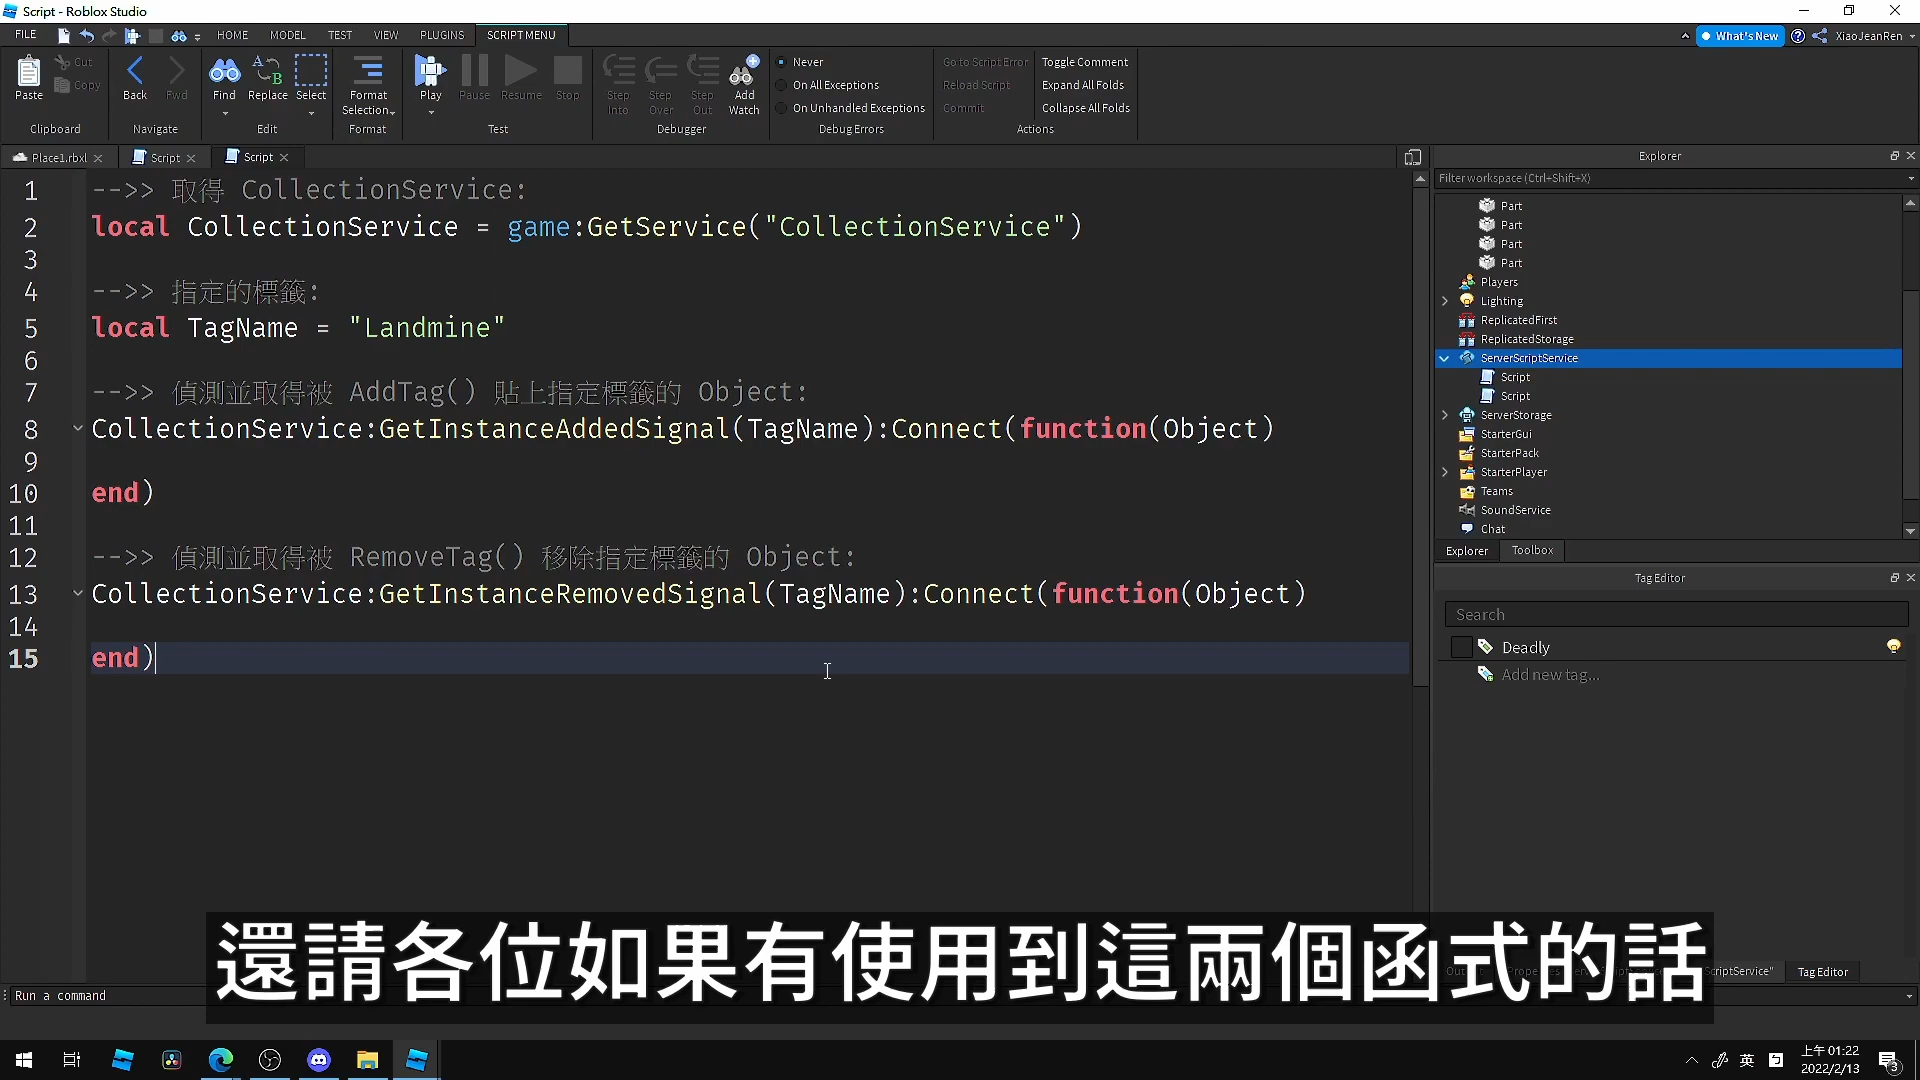 Script - Roblox Studio
FILE HOME MODEL TEST VIEW PLUGINS SCRIPT MENU What's New XiaoJeanRen
Paste Cut Copy Clipboard
Back Fwd Navigate
Find Replace Select Edit
Format Selection Format
Play Pause Resume Stop Test
Step Into Step Over Step Out Add Watch Debugger
Never
On All Exceptions
On Unhandled Exceptions
Debug Errors
Go to Script Error
Reload Script
Commit
Toggle Comment
Expand All Folds
Collapse All Folds
Actions
Place1.rbxl Script Script
1 -->> 取得 CollectionService:
2 local CollectionService = game:GetService("CollectionService")
3
4 -->> 指定的標籤:
5 local TagName = "Landmine"
6
7 -->> 偵測並取得被 AddTag() 貼上指定標籤的 Object:
8 CollectionService:GetInstanceAddedSignal(TagName):Connect(function(Object)
9
10 end)
11
12 -->> 偵測並取得被 RemoveTag() 移除指定標籤的 Object:
13 CollectionService:GetInstanceRemovedSignal(TagName):Connect(function(Object)
14
15 end)
Explorer
Filter workspace (Ctrl+Shift+X)
Part
Part
Part
Part
Players
Lighting
ReplicatedFirst
ReplicatedStorage
ServerScriptService
Script
Script
ServerStorage
StarterGui
StarterPack
StarterPlayer
Teams
SoundService
Chat
Explorer Toolbox
Tag Editor
Search
Deadly
Add new tag...
ScriptService" Tag Editor
還請各位如果有使用到這兩個函式的話
Run a command
英
上午 01:22
2022/2/13
3